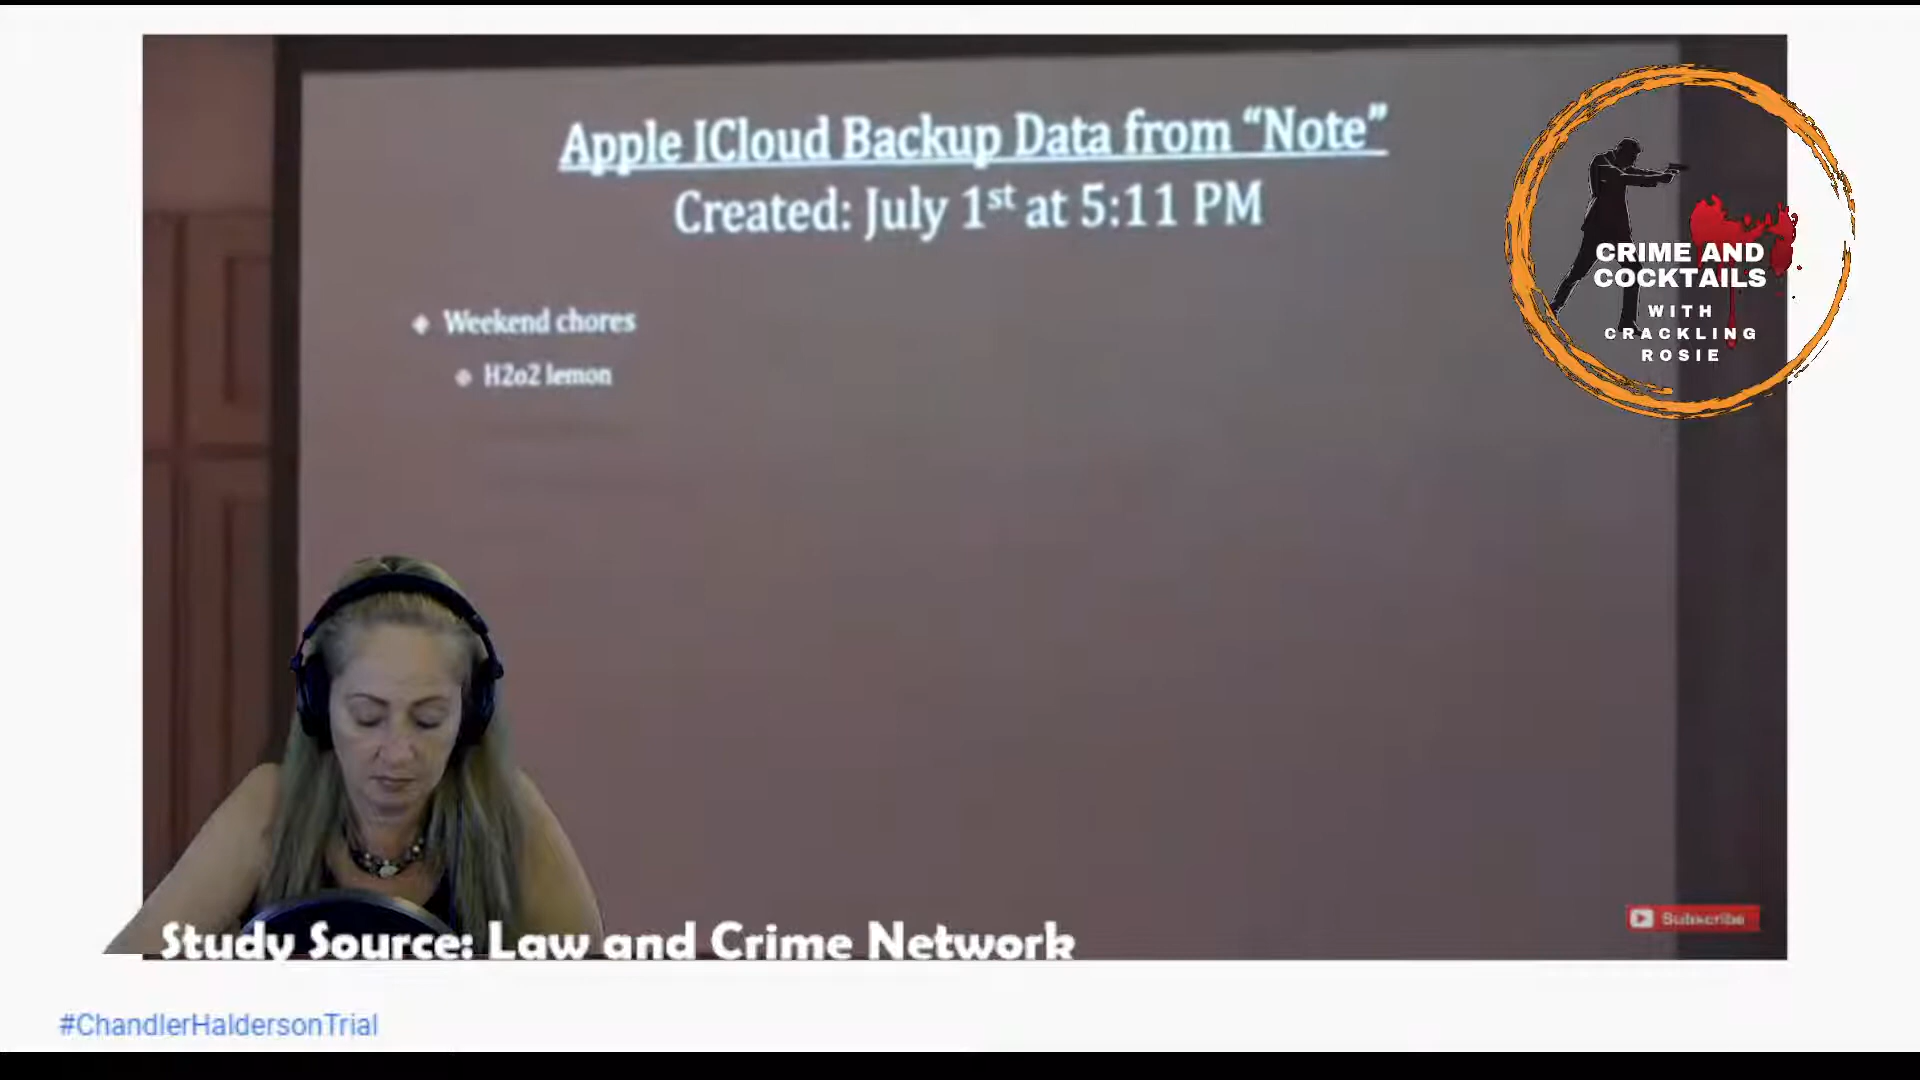 Apple ICloud Backup Data from “Note”
Created: July 1st at 5:11 PM
Weekend chores
H2o2 lemon
CRIME AND
COCKTAILS
WITH
CRACKLING
ROSIE
Subscribe
Study Source: Law and Crime Network
#ChandlerHaldersonTrial